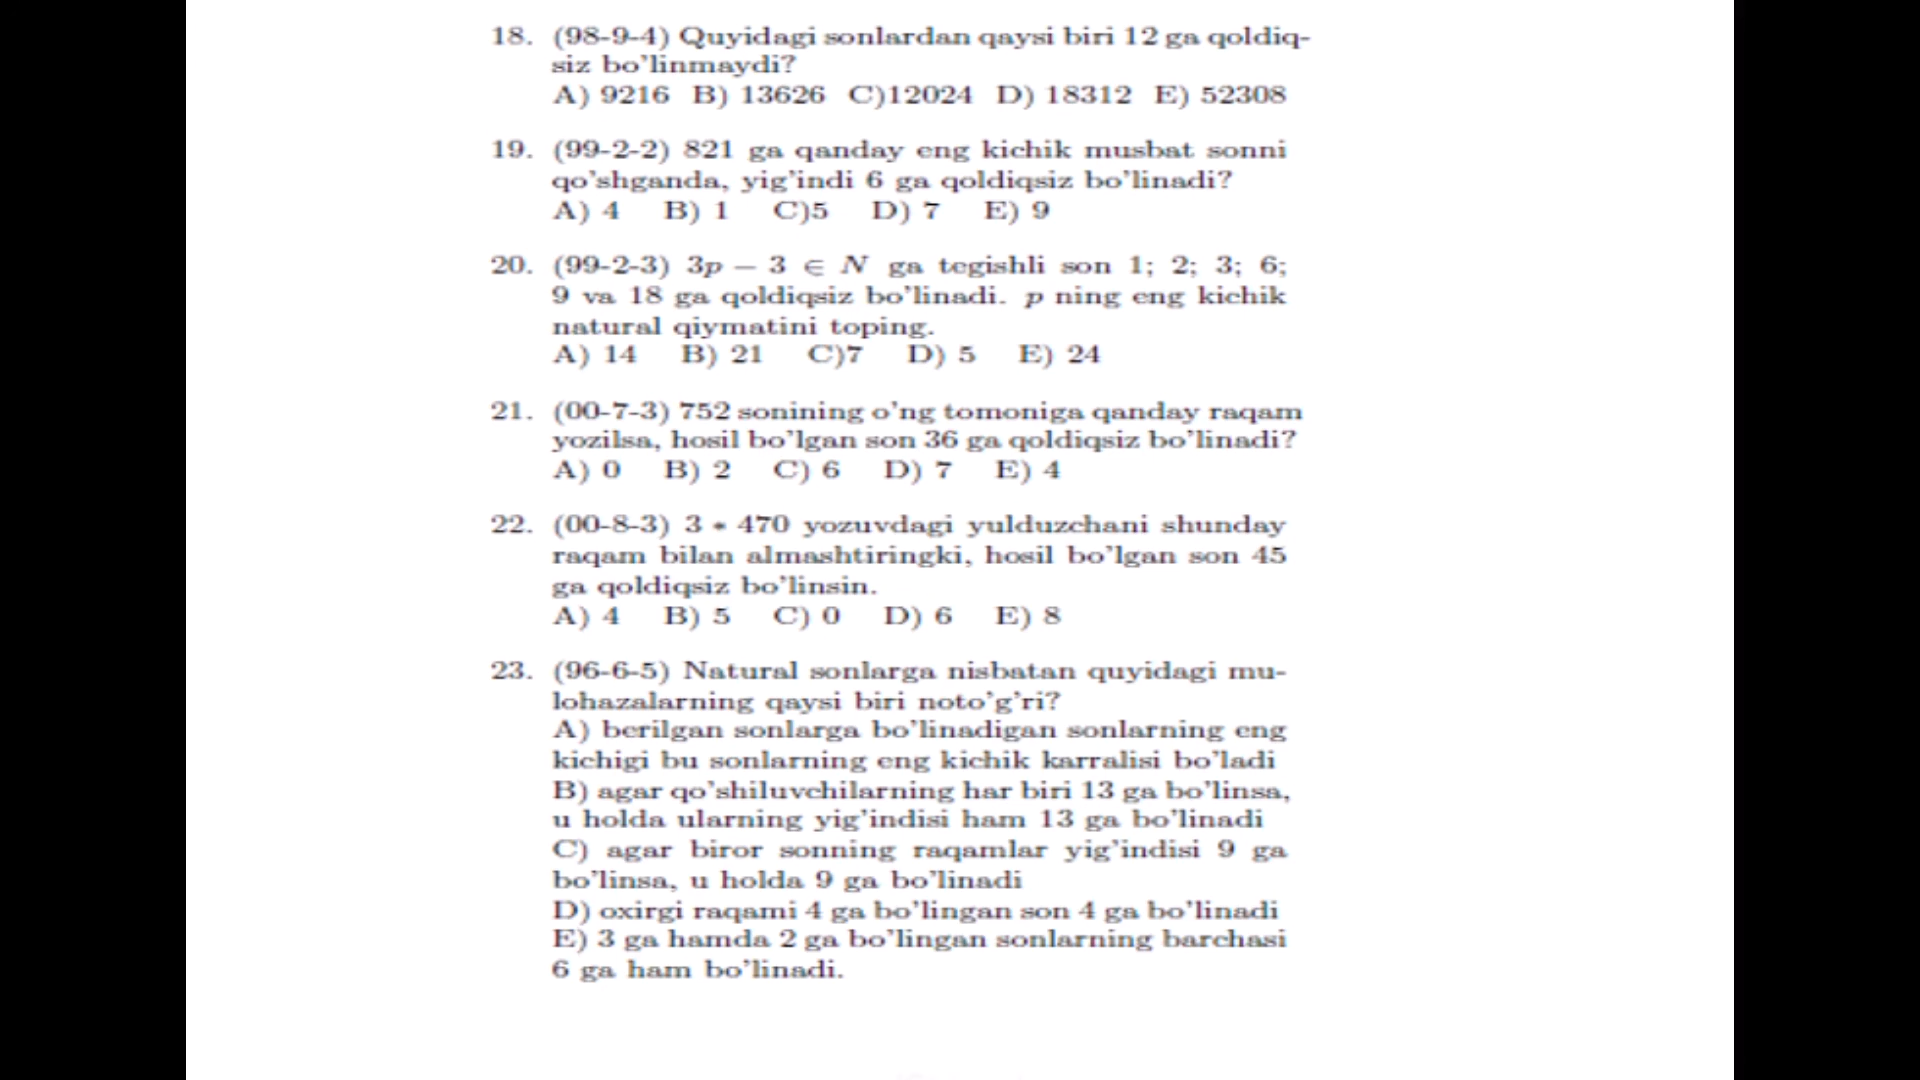 18. (98-9-4) Quyidagi sonlardan qaysi biri 12 ga qoldiq-
siz bo'linmaydi?
A) 9216 B) 13626 C)12024 D) 18312 E) 52308
19. (99-2-2) 821 ga qanday eng kichik musbat sonni
qo'shganda, yig'indi 6 ga qoldiqsiz bo'linadi?
A) 4 B) 1 C)5 D) 7 E) 9
20. (99-2-3) 3p − 3 ∈ N ga tegishli son 1; 2; 3; 6;
9 va 18 ga qoldiqsiz bo'linadi. p ning eng kichik
natural qiymatini toping.
A) 14 B) 21 C)7 D) 5 E) 24
21. (00-7-3) 752 sonining o'ng tomoniga qanday raqam
yozilsa, hosil bo'lgan son 36 ga qoldiqsiz bo'linadi?
A) 0 B) 2 C) 6 D) 7 E) 4
22. (00-8-3) 3 * 470 yozuvdagi yulduzchani shunday
raqam bilan almashtiringki, hosil bo'lgan son 45
ga qoldiqsiz bo'linsin.
A) 4 B) 5 C) 0 D) 6 E) 8
23. (96-6-5) Natural sonlarga nisbatan quyidagi mu-
lohazalarning qaysi biri noto'g'ri?
A) berilgan sonlarga bo'linadigan sonlarning eng
kichigi bu sonlarning eng kichik karralisi bo'ladi
B) agar qo'shiluvchilarning har biri 13 ga bo'linsa,
u holda ularning yig'indisi ham 13 ga bo'linadi
C) agar biror sonning raqamlar yig'indisi 9 ga
bo'linsa, u holda 9 ga bo'linadi
D) oxirgi raqami 4 ga bo'lingan son 4 ga bo'linadi
E) 3 ga hamda 2 ga bo'lingan sonlarning barchasi
6 ga ham bo'linadi.